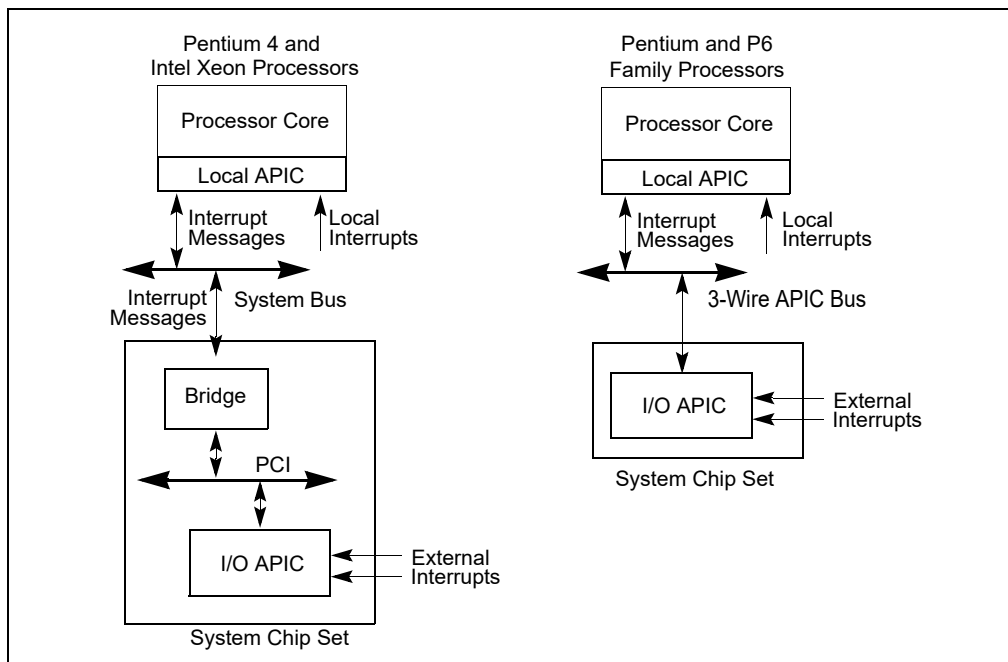 Pentium 4 and
Intel Xeon Processors
Processor Core
Local APIC
Interrupt
Messages
Local
Interrupts
Interrupt
Messages
System Bus
Bridge
PCI
I/O APIC
External
Interrupts
System Chip Set
Pentium and P6
Family Processors
Processor Core
Local APIC
Interrupt
Messages
Local
Interrupts
3-Wire APIC Bus
I/O APIC
External
Interrupts
System Chip Set